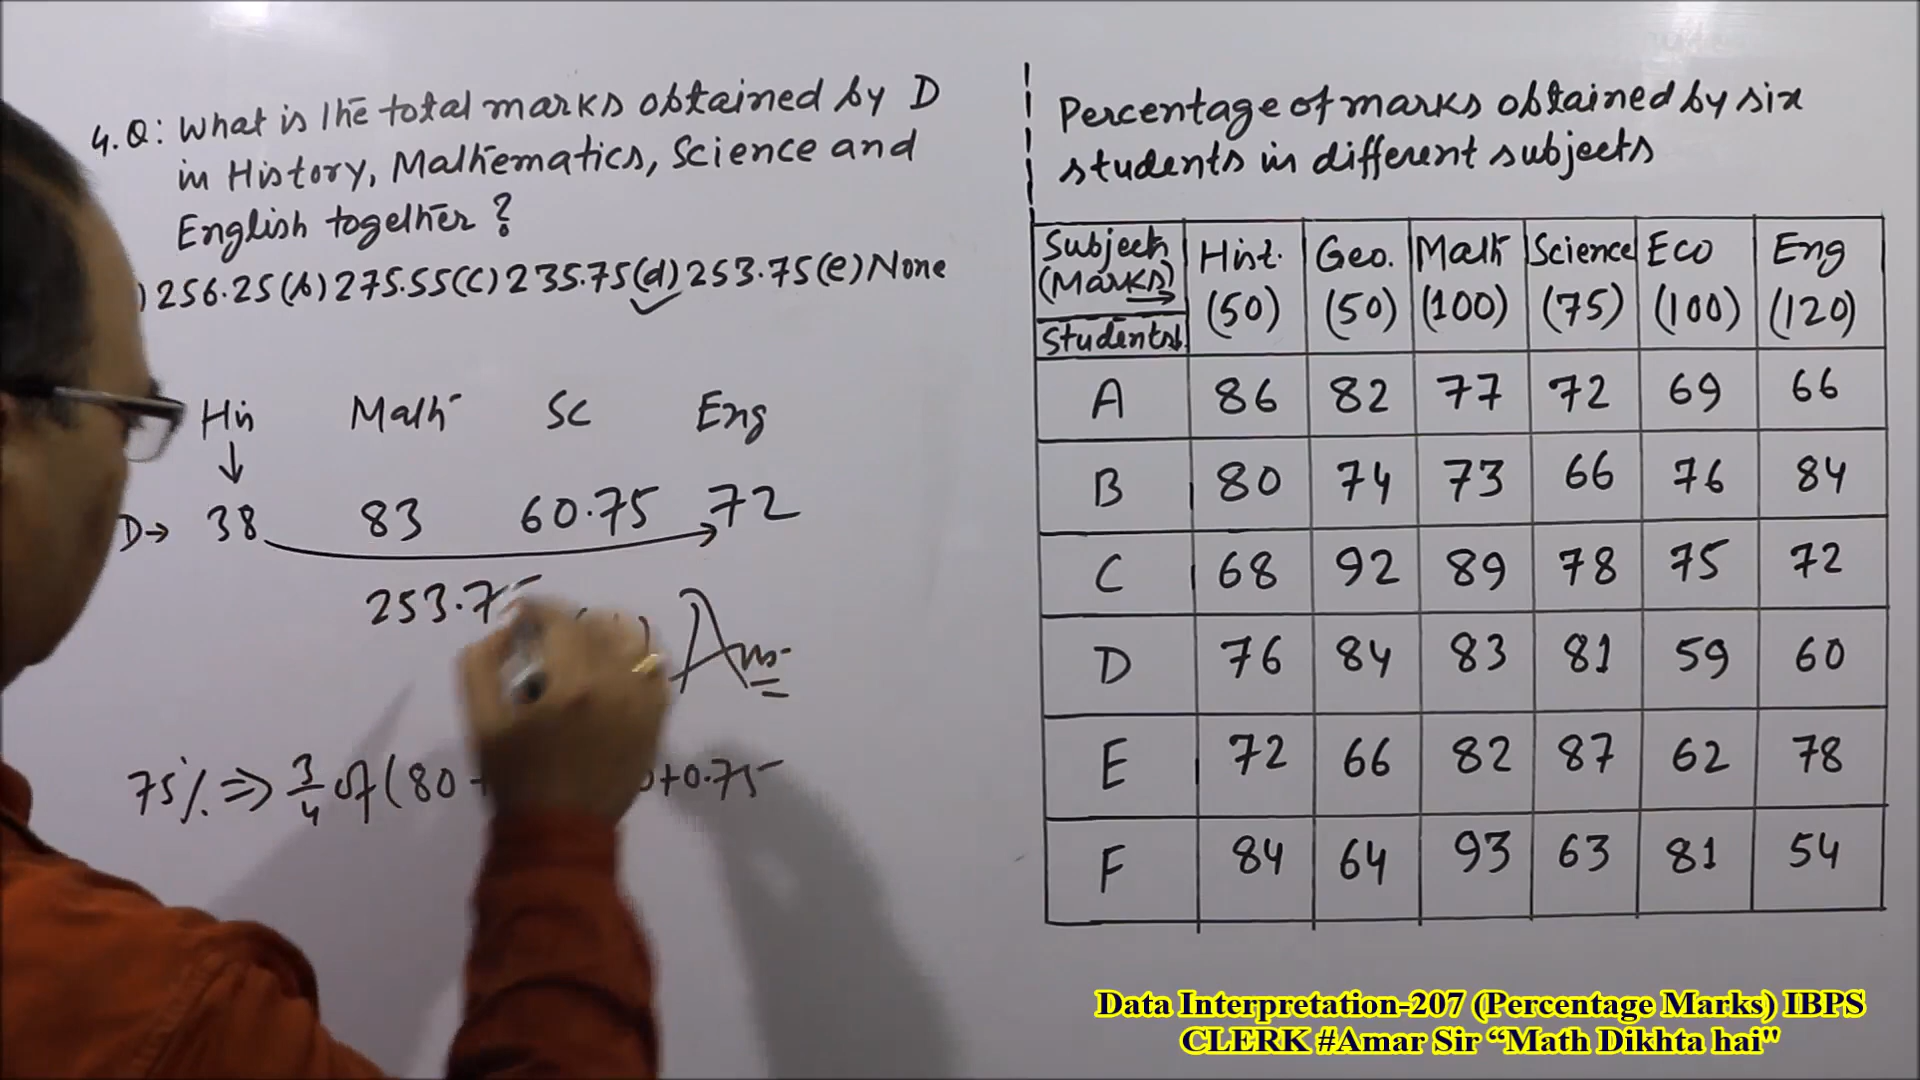 4.Q: What is the total marks obtained by D
in History, Mathematics, Science and
English together?
)256.25(b)275.55(c)235.75(d)253.75(e)None
His Math Sc Eng
D→ 38 83 60.75 72
253.75
Ans
75% ⇒ 3/4 of (80+ +0.75
Percentage of marks obtained by six
students in different subjects
Subject Hist. Geo. Math Science Eco Eng
(Marks)→ (50) (50) (100) (75) (100) (120)
Students↓
A 86 82 77 72 69 66
B 80 74 73 66 76 84
C 68 92 89 78 75 72
D 76 84 83 81 59 60
E 72 66 82 87 62 78
F 84 64 93 63 81 54
Data Interpretation-207 (Percentage Marks) IBPS
CLERK #Amar Sir “Math Dikhta hai"